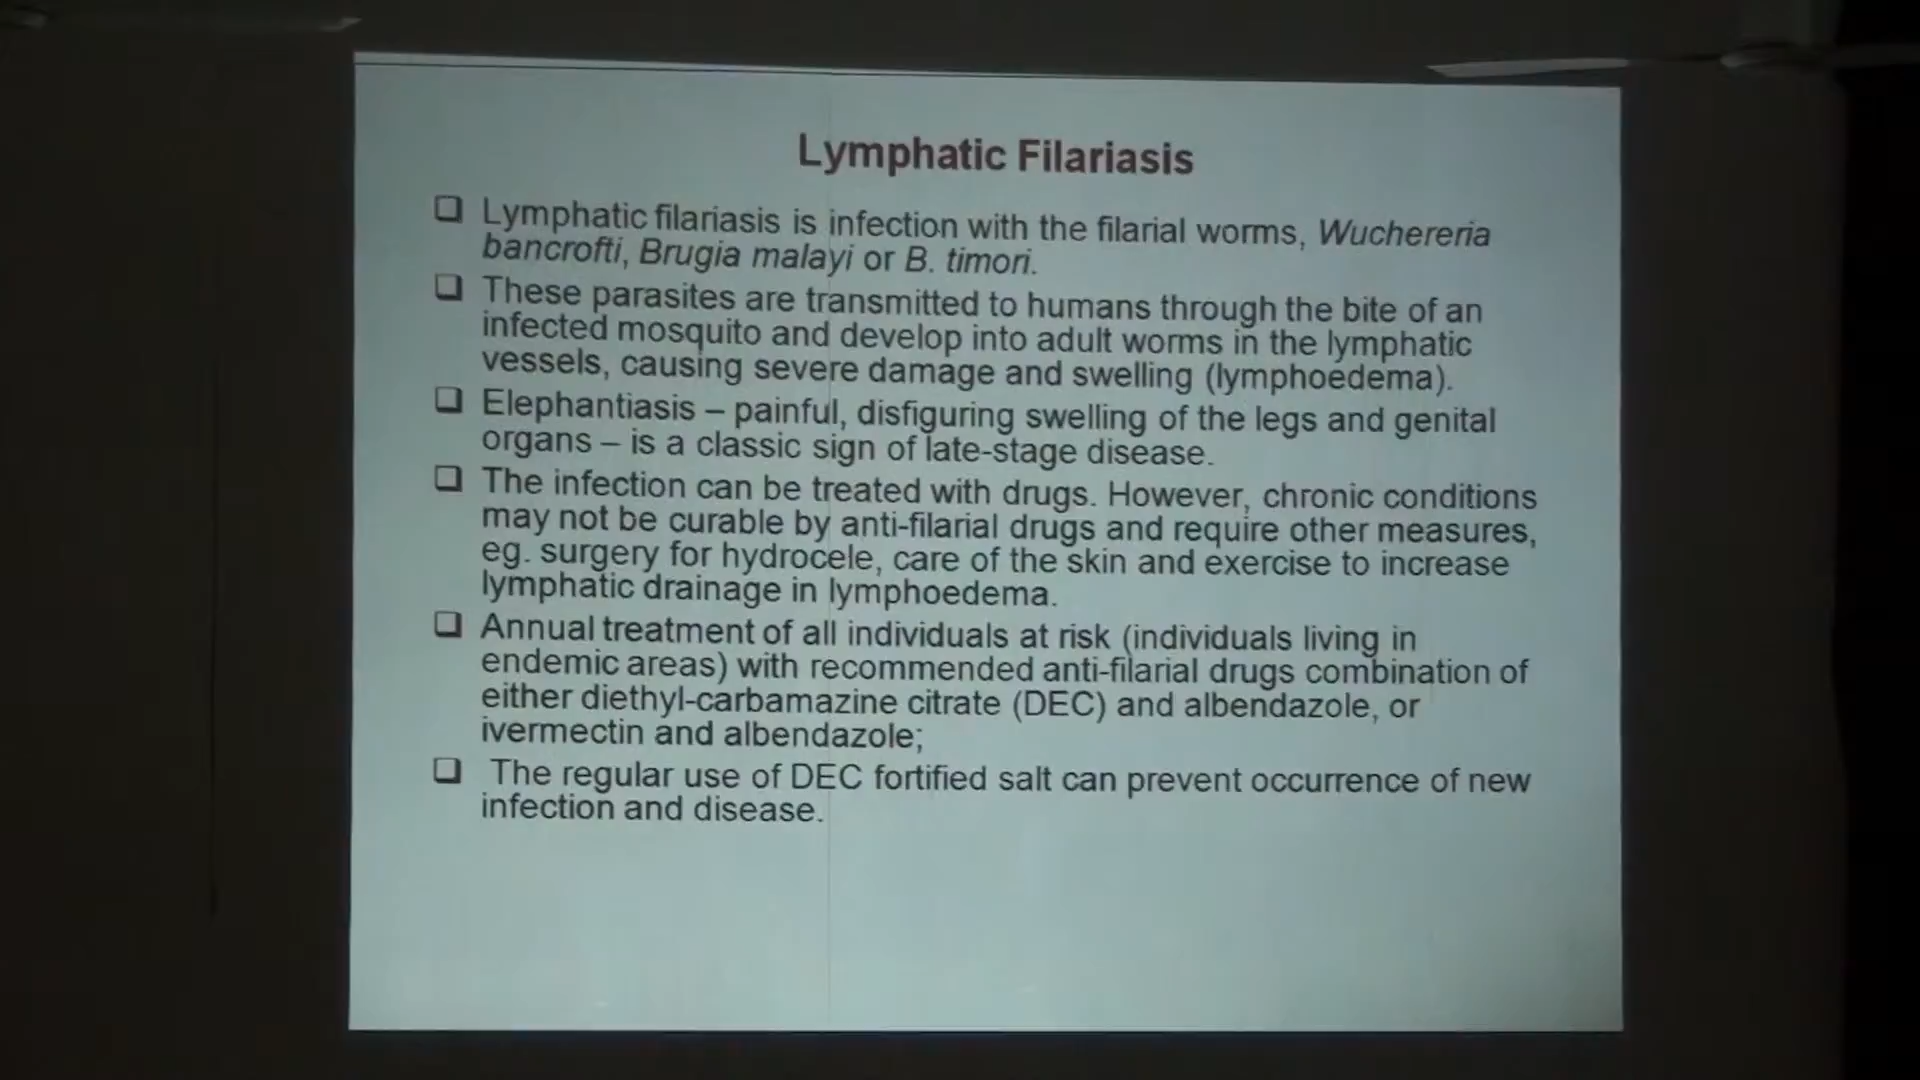 Lymphatic Filariasis
❑ Lymphatic filariasis is infection with the filarial worms, Wuchereria
bancrofti, Brugia malayi or B. timori.
❑ These parasites are transmitted to humans through the bite of an
infected mosquito and develop into adult worms in the lymphatic
vessels, causing severe damage and swelling (lymphoedema).
❑ Elephantiasis – painful, disfiguring swelling of the legs and genital
organs – is a classic sign of late-stage disease.
❑ The infection can be treated with drugs. However, chronic conditions
may not be curable by anti-filarial drugs and require other measures,
eg. surgery for hydrocele, care of the skin and exercise to increase
lymphatic drainage in lymphoedema.
❑ Annual treatment of all individuals at risk (individuals living in
endemic areas) with recommended anti-filarial drugs combination of
either diethyl-carbamazine citrate (DEC) and albendazole, or
ivermectin and albendazole;
❑ The regular use of DEC fortified salt can prevent occurrence of new
infection and disease.